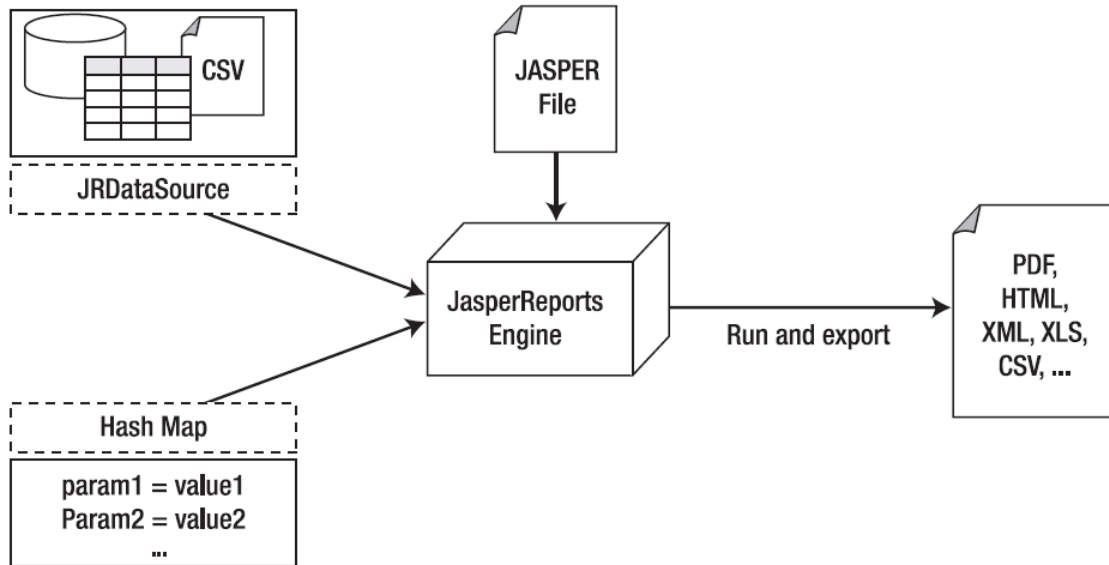 CSV
JRDataSource
JASPER
File
JasperReports
Engine
Run and export
PDF,
HTML,
XML, XLS,
CSV, ...
Hash Map
param1 = value1
Param2 = value2
...